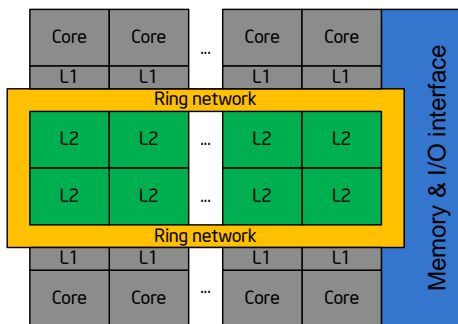 Core Core ... Core Core
L1 L1 L1 L1
Ring network
L2 L2 ... L2 L2
L2 L2 ... L2 L2
Ring network
L1 L1 L1 L1
Core Core ... Core Core
Memory & I/O interface